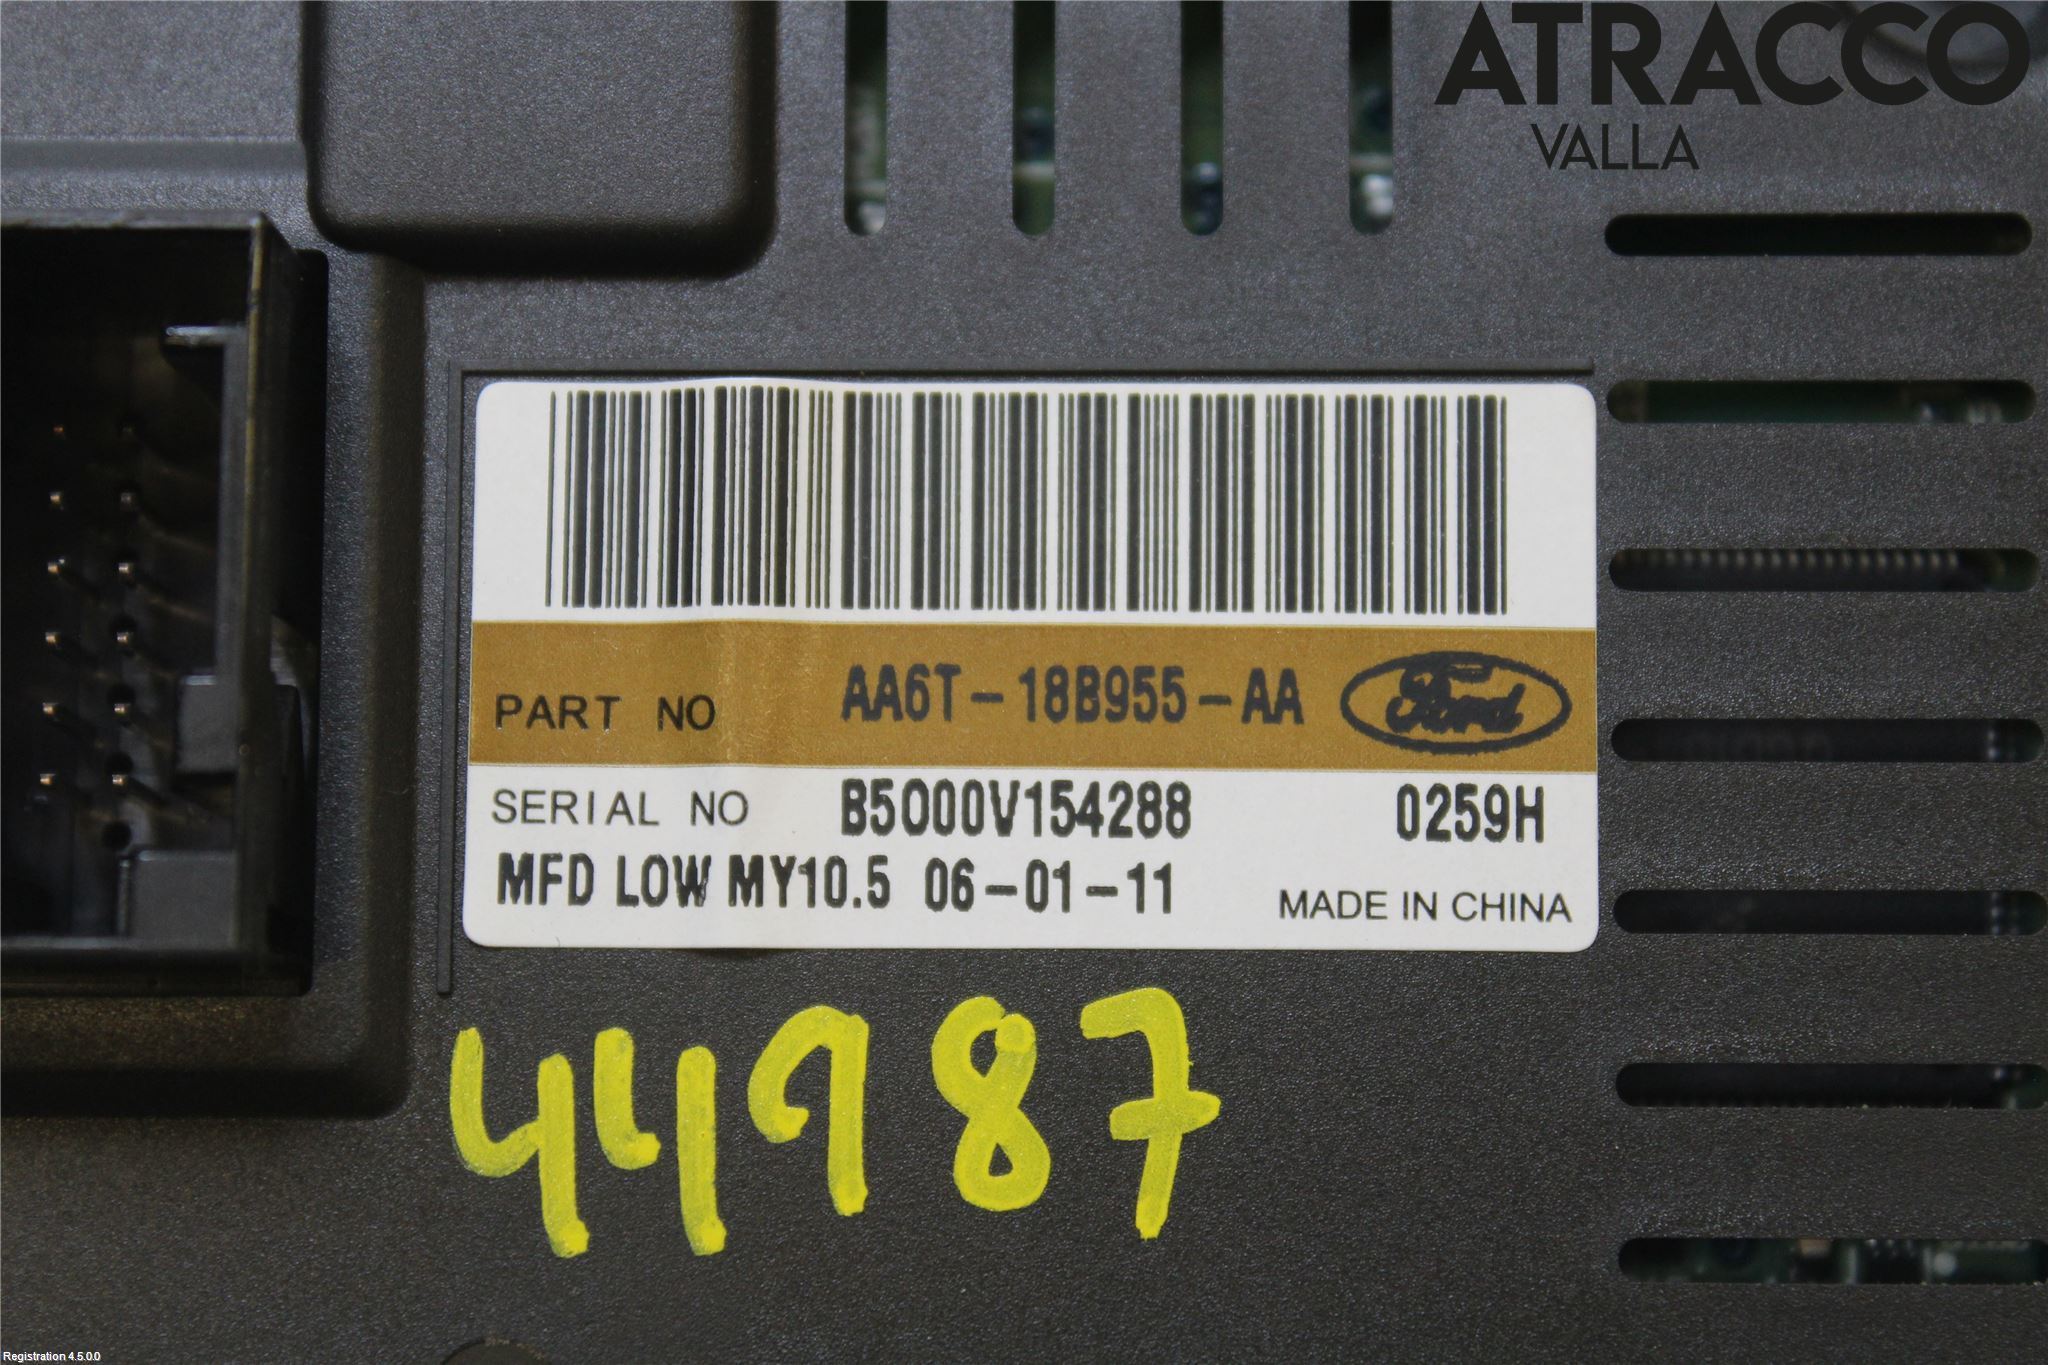 ATRACCO
VALLA
PART NO AA6T-18B955-AA Ford
SERIAL NO B5000V154288 0259H
MFD LOW MY10.5 06-01-11 MADE IN CHINA
44987
Registration 4.5.0.0